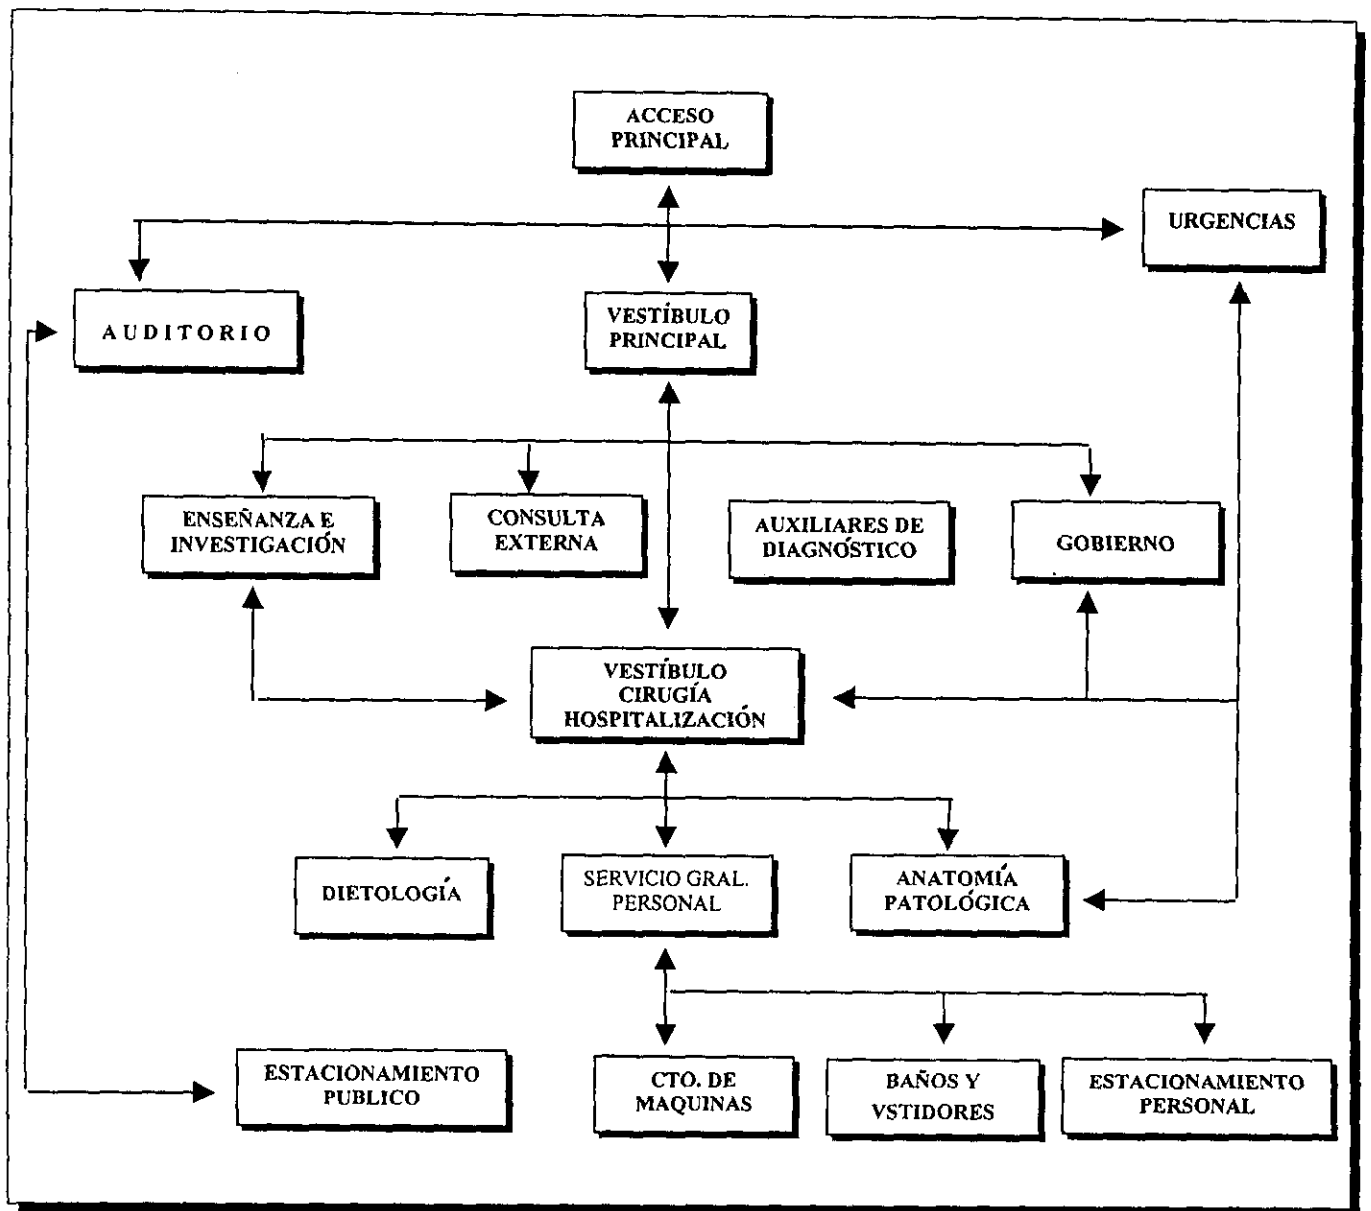 ACCESO
PRINCIPAL
URGENCIAS
AUDITORIO
VESTÍBULO
PRINCIPAL
ENSEÑANZA E
INVESTIGACIÓN
CONSULTA
EXTERNA
AUXILIARES DE
DIAGNÓSTICO
GOBIERNO
VESTÍBULO
CIRUGÍA
HOSPITALIZACIÓN
DIETOLOGÍA
SERVICIO GRAL.
PERSONAL
ANATOMÍA
PATOLÓGICA
ESTACIONAMIENTO
PUBLICO
CTO. DE
MAQUINAS
BAÑOS Y
VSTIDORES
ESTACIONAMIENTO
PERSONAL